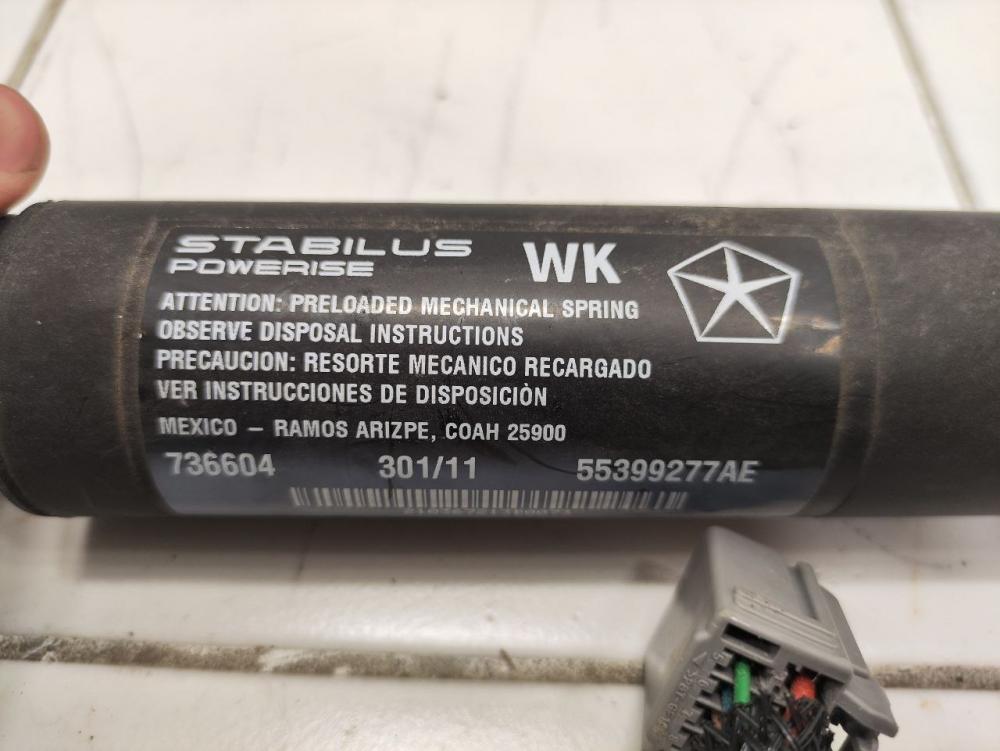 STABILUS
POWERISE
WK
ATTENTION: PRELOADED MECHANICAL SPRING
OBSERVE DISPOSAL INSTRUCTIONS
PRECAUCION: RESORTE MECANICO RECARGADO
VER INSTRUCCIONES DE DISPOSICIÒN
MEXICO – RAMOS ARIZPE, COAH 25900
736604 301/11 55399277AE